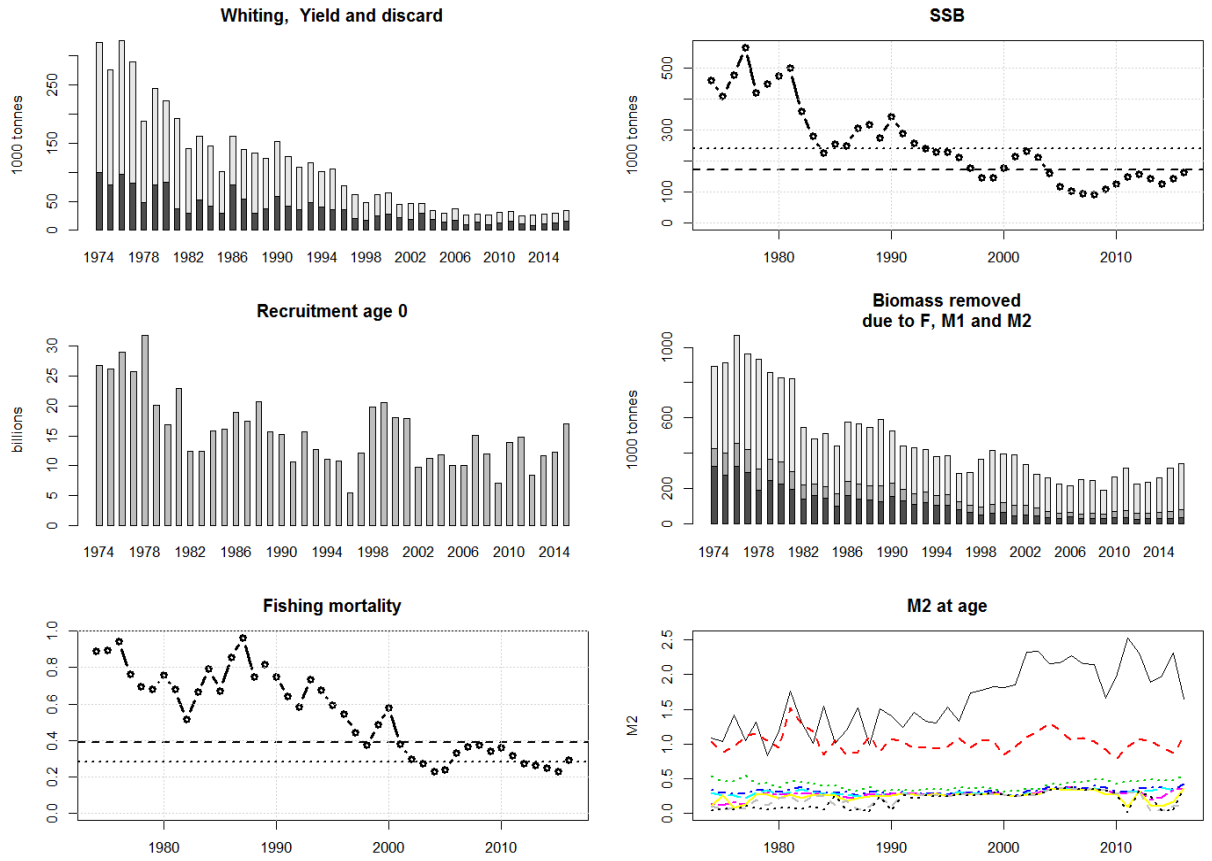 Whiting, Yield and discard
1000 tonnes
0 50 150 250
1974 1978 1982 1986 1990 1994 1998 2002 2006 2010 2014
SSB
1000 tonnes
0 100 300 500
1980 1990 2000 2010
Recruitment age 0
billions
0 5 10 15 20 25 30
1974 1978 1982 1986 1990 1994 1998 2002 2006 2010 2014
Biomass removed
due to F, M1 and M2
1000 tonnes
0 200 600 1000
1974 1978 1982 1986 1990 1994 1998 2002 2006 2010 2014
Fishing mortality
0.0 0.2 0.4 0.6 0.8 1.0
1980 1990 2000 2010
M2 at age
M2
0.0 0.5 1.0 1.5 2.0 2.5
1980 1990 2000 2010